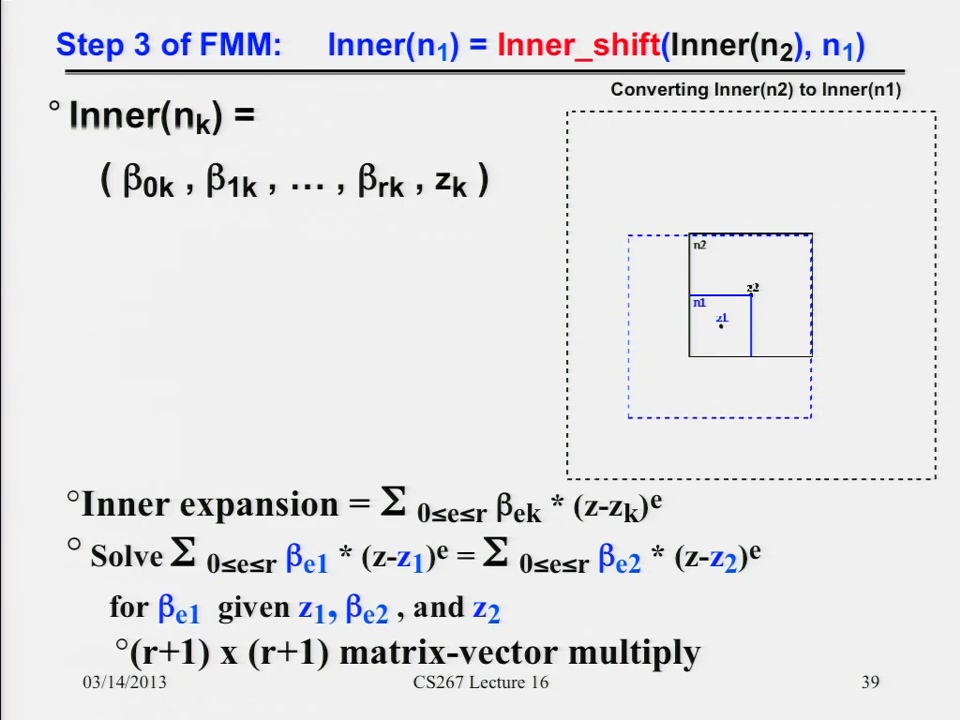 Step 3 of FMM: Inner(n1) = Inner_shift(Inner(n2), n1)
Converting Inner(n2) to Inner(n1)
° Inner(nk) =
( β0k , β1k , … , βrk , zk )
n2
z2
n1
z1
°Inner expansion = Σ 0≤e≤r βek * (z-zk)e
° Solve Σ 0≤e≤r βe1 * (z-z1)e = Σ 0≤e≤r βe2 * (z-z2)e
for βe1 given z1, βe2 , and z2
°(r+1) x (r+1) matrix-vector multiply
03/14/2013 CS267 Lecture 16 39